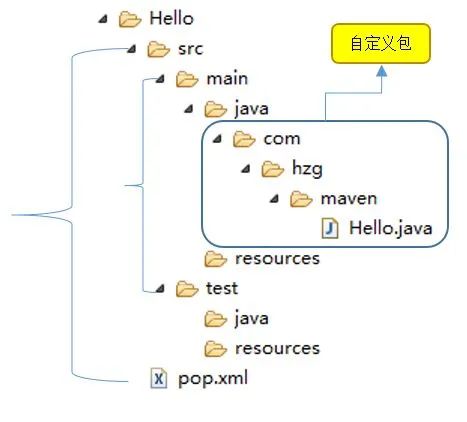 Hello
src
自定义包
main
java
com
hzg
maven
Hello.java
resources
test
java
resources
pop.xml